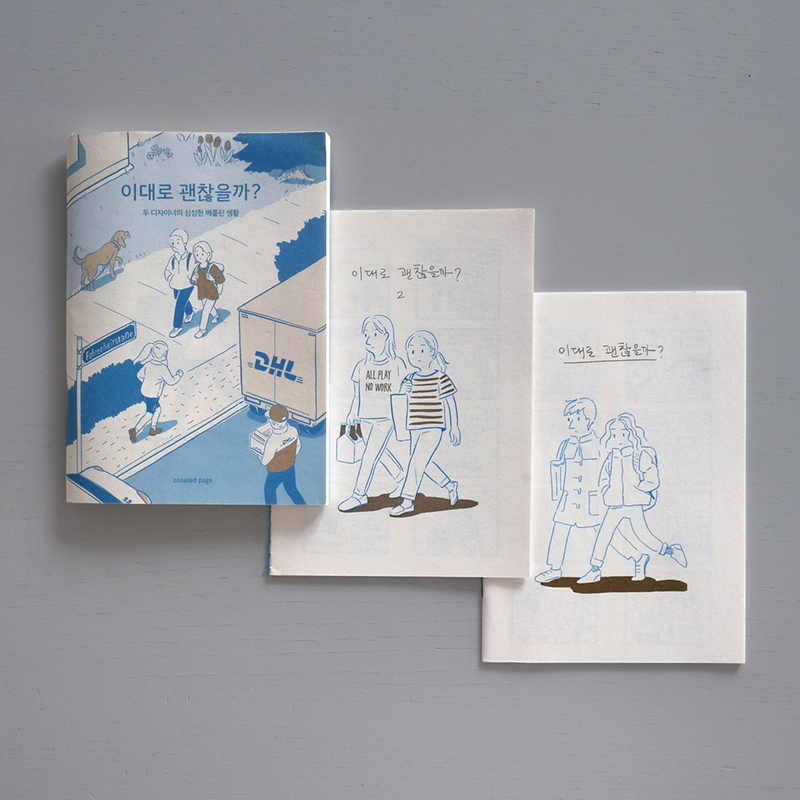 이대로 괜찮을까?
두 디자이너의 심심한 베를린 생활
Fahrenheitstraße
DHL
DHL
toasted page
이대로 괜찮을까?
2
ALL PLAY
NO WORK
이대로 괜찮을까?